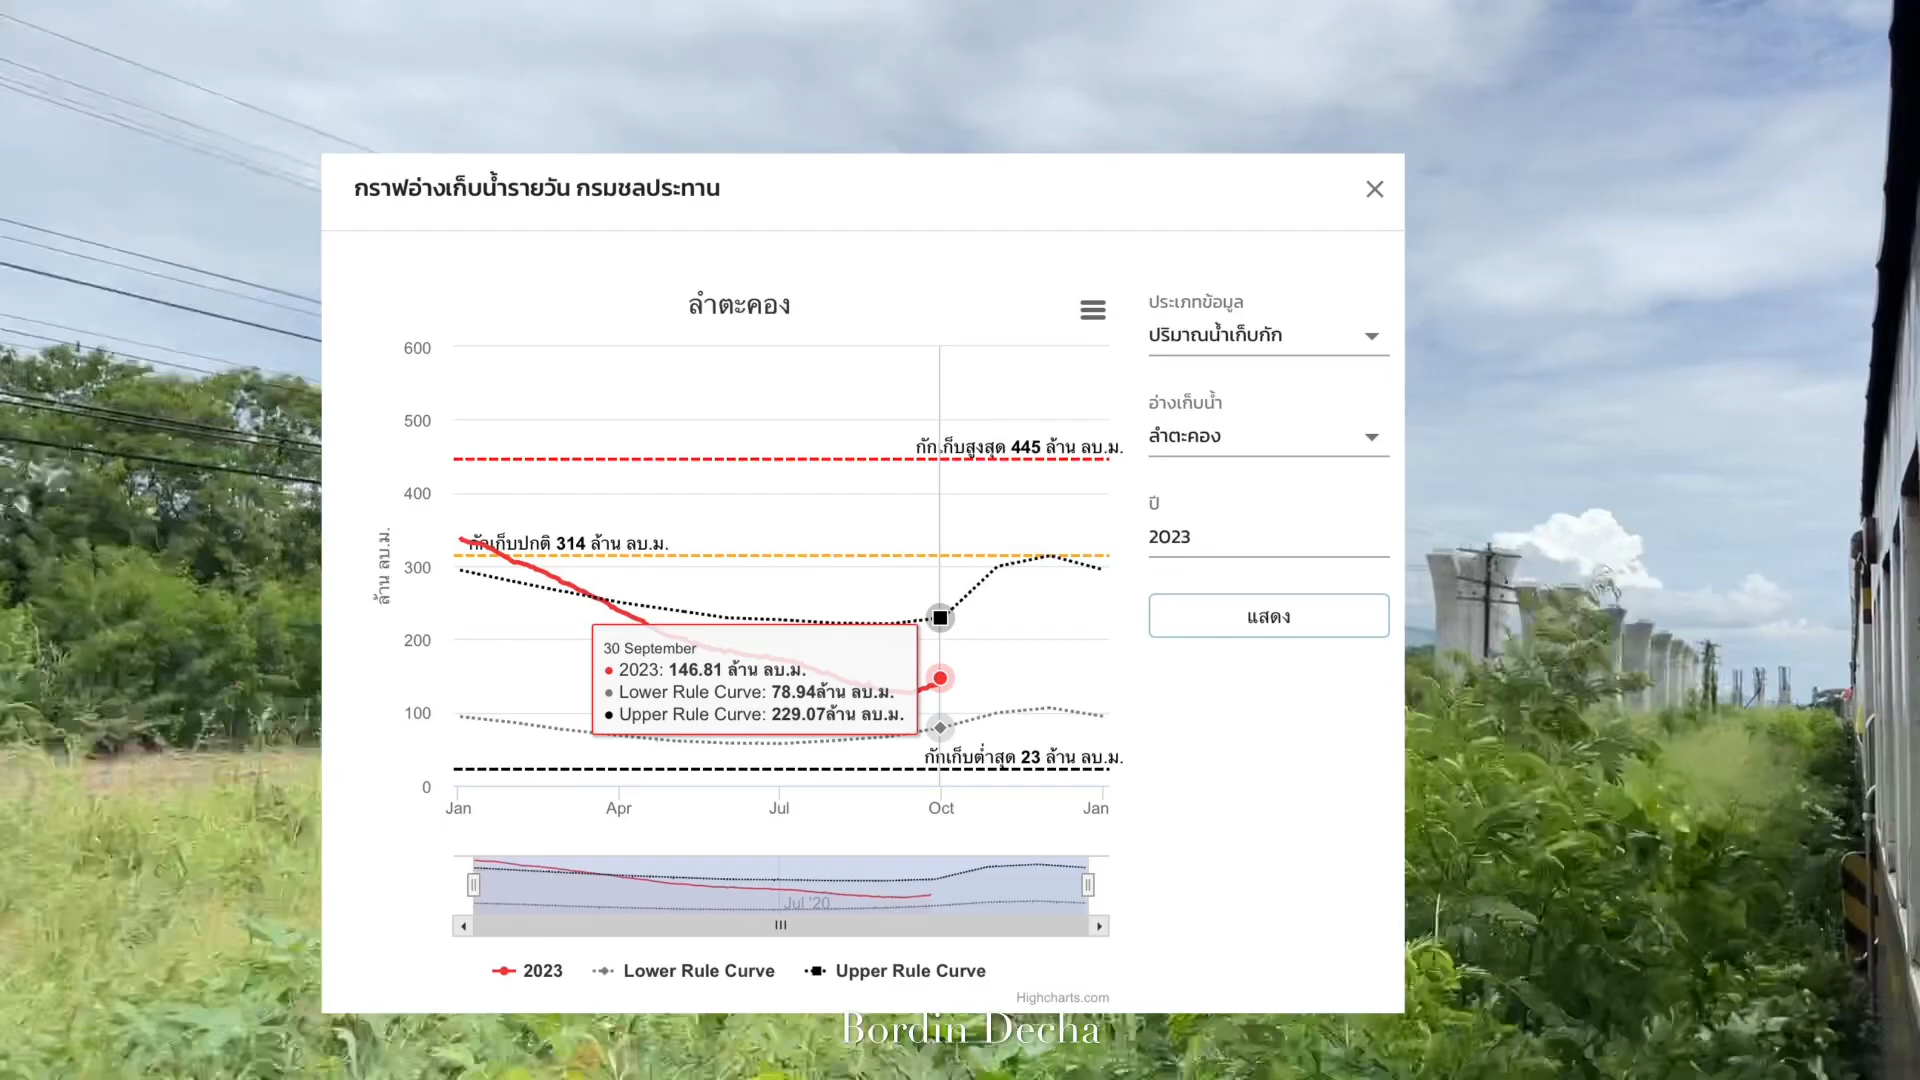 กราฟอ่างเก็บน้ำรายวัน กรมชลประทาน
ลำตะคอง
600
500
400
300
200
100
0
ล้าน ลบ.ม.
กักเก็บสูงสุด 445 ล้าน ลบ.ม.
กักเก็บปกติ 314 ล้าน ลบ.ม.
30 September
2023: 146.81 ล้าน ลบ.ม.
Lower Rule Curve: 78.94ล้าน ลบ.ม.
Upper Rule Curve: 229.07ล้าน ลบ.ม.
กักเก็บต่ำสุด 23 ล้าน ลบ.ม.
Jan Apr Jul Oct Jan
Jul '20
2023 Lower Rule Curve Upper Rule Curve
Highcharts.com
ประเภทข้อมูล
ปริมาณน้ำเก็บกัก
อ่างเก็บน้ำ
ลำตะคอง
ปี
2023
แสดง
Bordin Decha